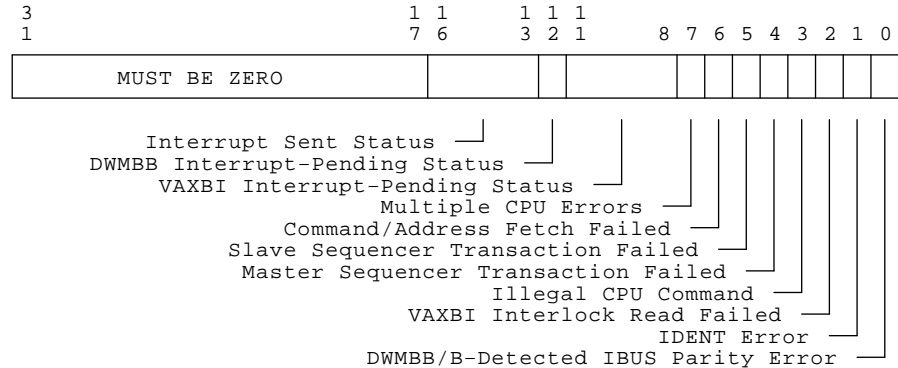 3 1 1 1 1 1 1
1 7 6 3 2 1 8 7 6 5 4 3 2 1 0
MUST BE ZERO
Interrupt Sent Status
DWMBB Interrupt-Pending Status
VAXBI Interrupt-Pending Status
Multiple CPU Errors
Command/Address Fetch Failed
Slave Sequencer Transaction Failed
Master Sequencer Transaction Failed
Illegal CPU Command
VAXBI Interlock Read Failed
IDENT Error
DWMBB/B-Detected IBUS Parity Error